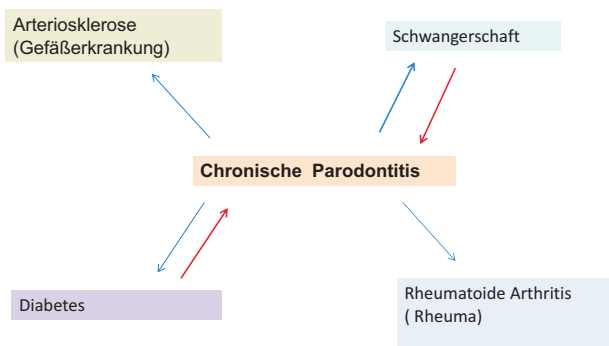 Arteriosklerose
(Gefäßerkrankung)
Schwangerschaft
Chronische Parodontitis
Diabetes
Rheumatoide Arthritis
( Rheuma)